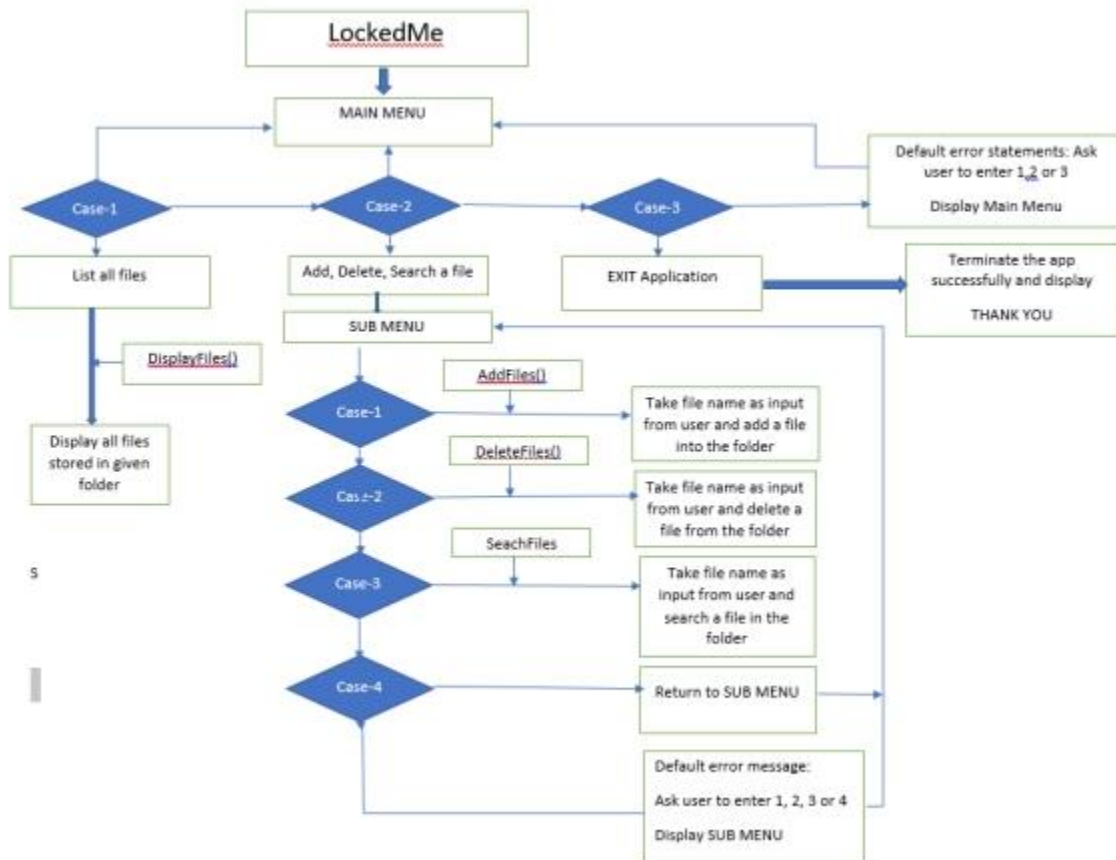 LockedMe
MAIN MENU
Default error statements: Ask
user to enter 1,2 or 3
Display Main Menu
Case-1
Case-2
Case-3
List all files
Add, Delete, Search a file
EXIT Application
Terminate the app
successfully and display
THANK YOU
SUB MENU
DisplayFiles()
AddFiles()
Case-1
Take file name as input
from user and add a file
into the folder
Display all files
stored in given
folder
DeleteFiles()
Case-2
Take file name as input
from user and delete a
file from the folder
SeachFiles
s
Case-3
Take file name as
input from user and
search a file in the
folder
Case-4
Return to SUB MENU
Default error message:
Ask user to enter 1, 2, 3 or 4
Display SUB MENU